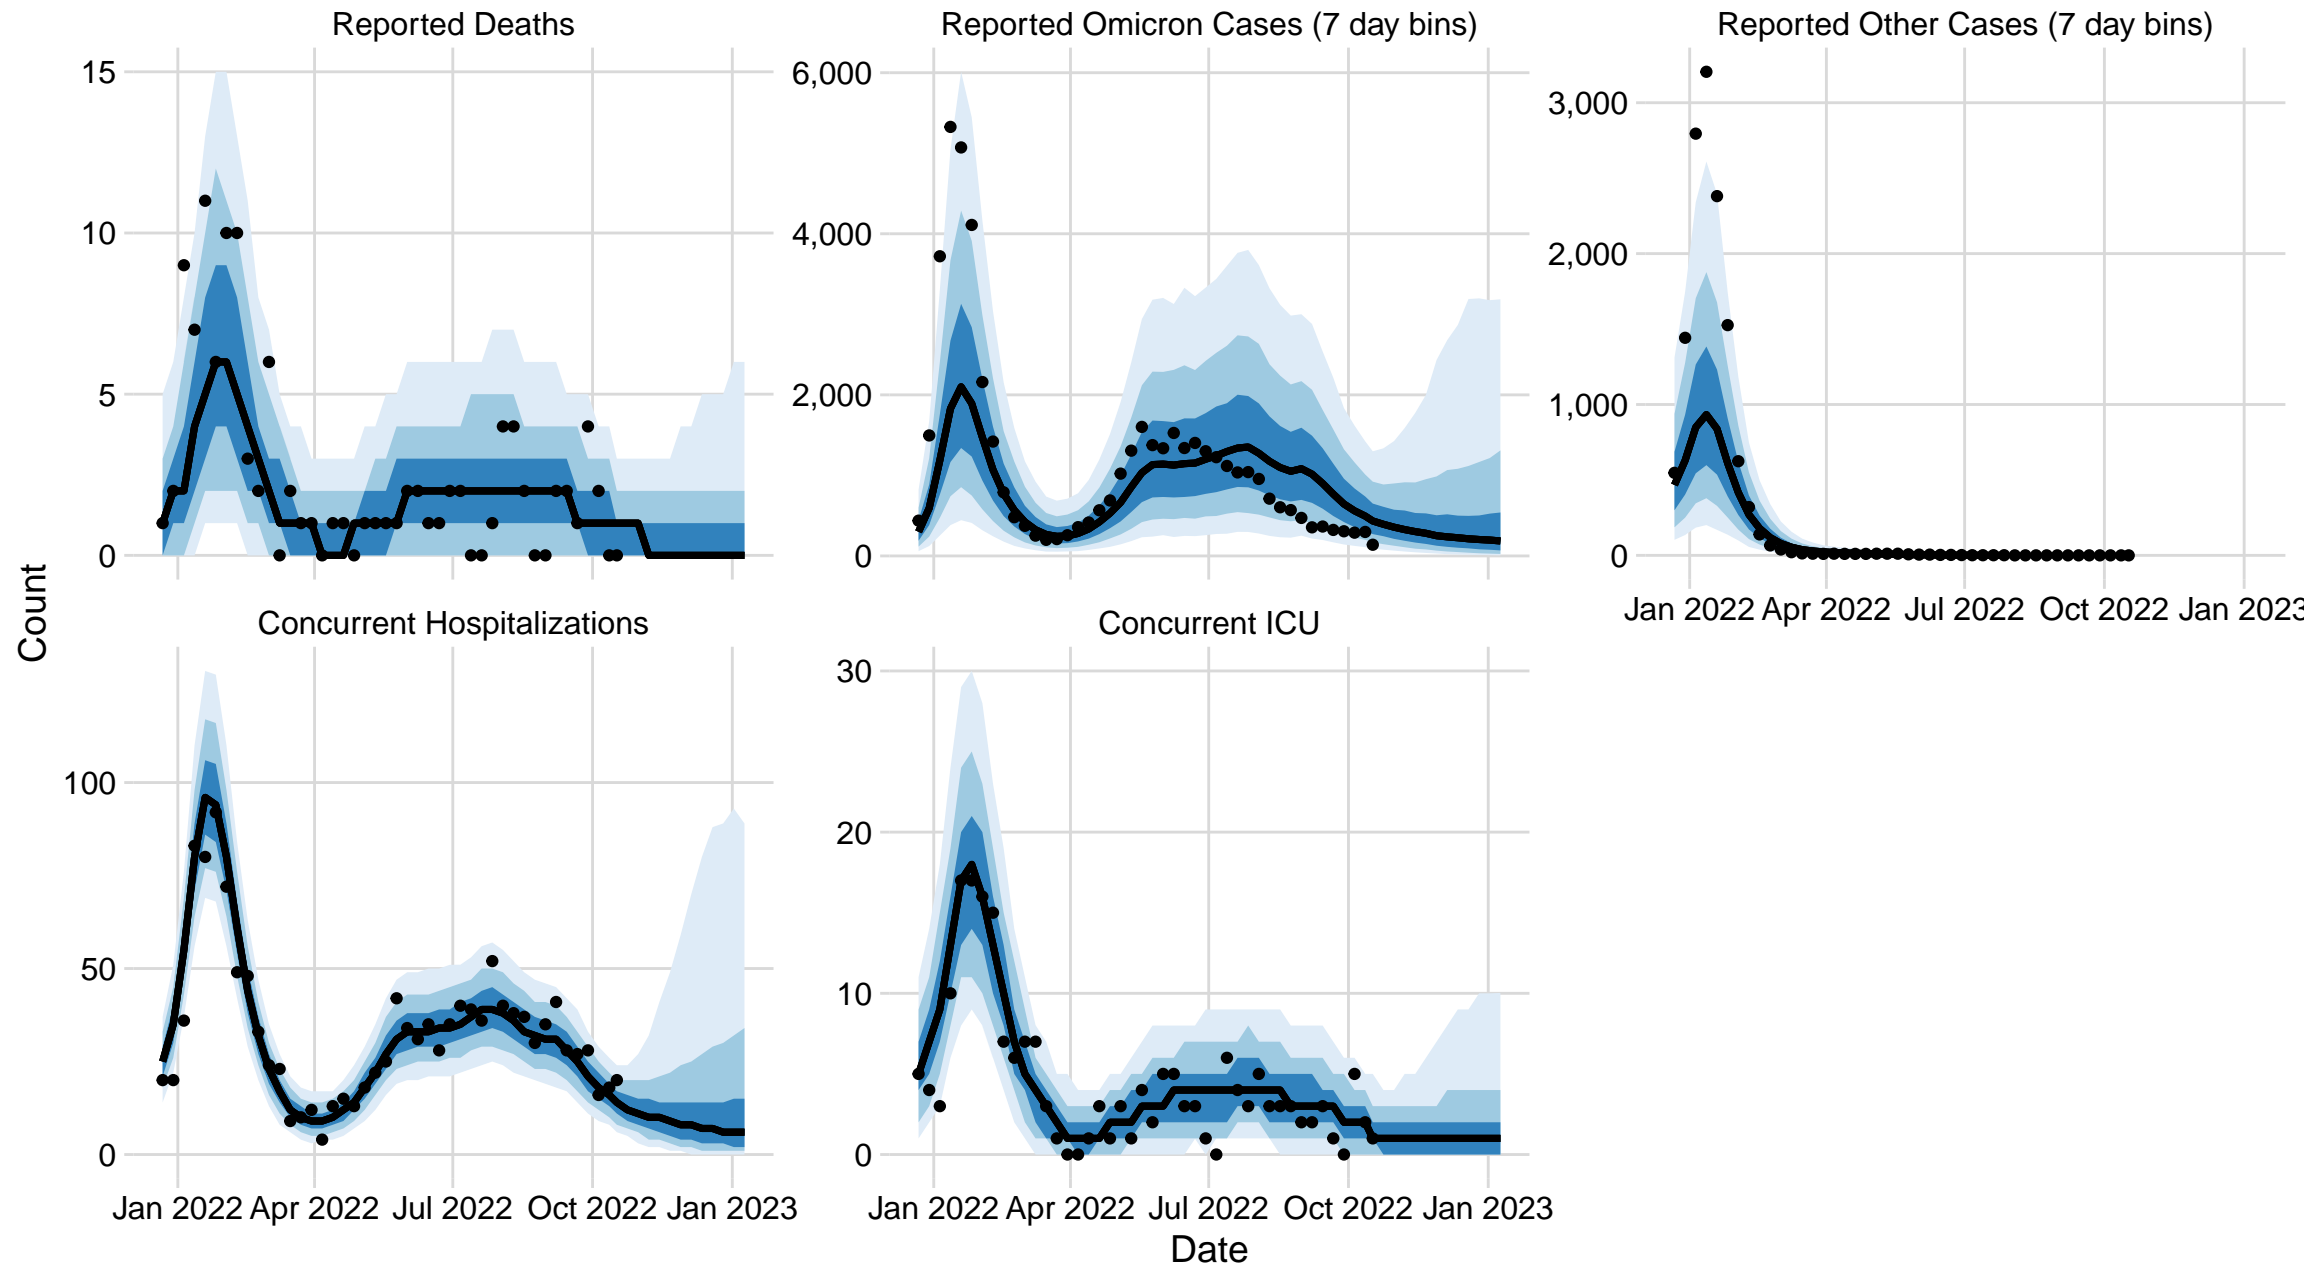 Reported Deaths
Reported Omicron Cases (7 day bins)
Reported Other Cases (7 day bins)
15
10
5
0
6,000
4,000
2,000
0
3,000
2,000
1,000
0
Jan 2022 Apr 2022 Jul 2022 Oct 2022 Jan 2023
Count
Concurrent Hospitalizations
Concurrent ICU
100
50
0
30
20
10
0
Jan 2022 Apr 2022 Jul 2022 Oct 2022 Jan 2023
Jan 2022 Apr 2022 Jul 2022 Oct 2022 Jan 2023
Date